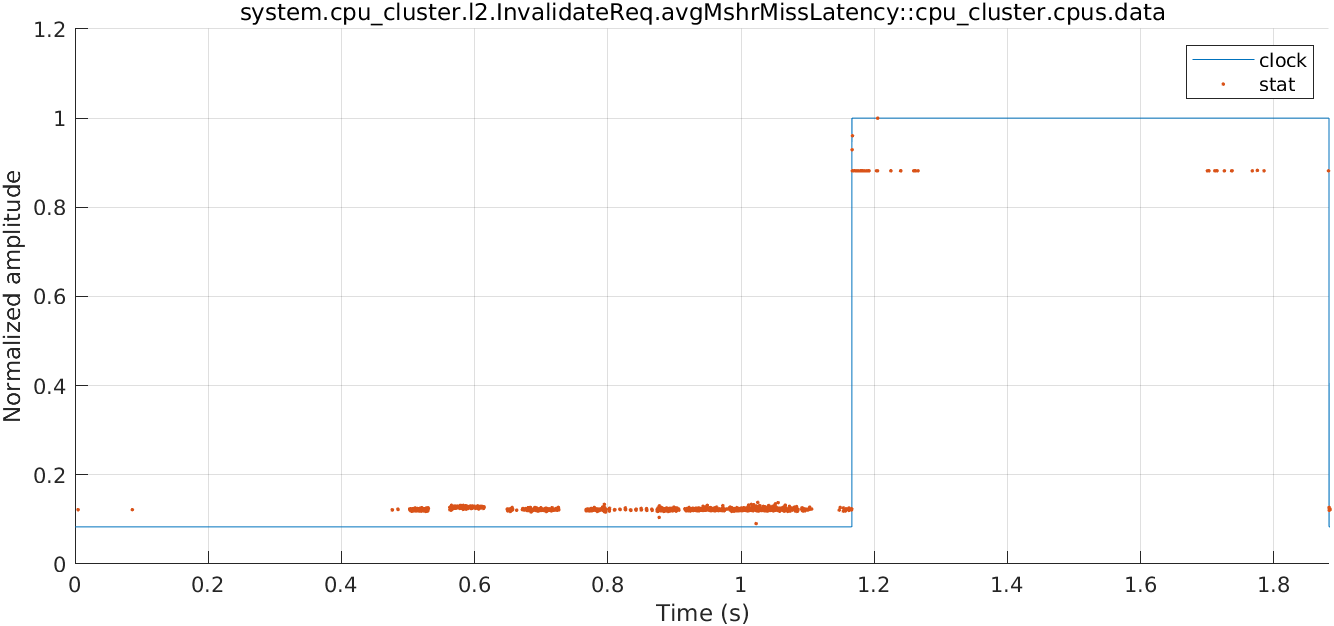 system.cpu_cluster.l2.InvalidateReq.avgMshrMissLatency::cpu_cluster.cpus.data
1.2
1
0.8
0.6
0.4
0.2
0
Normalized amplitude
clock
stat
0 0.2 0.4 0.6 0.8 1 1.2 1.4 1.6 1.8
Time (s)